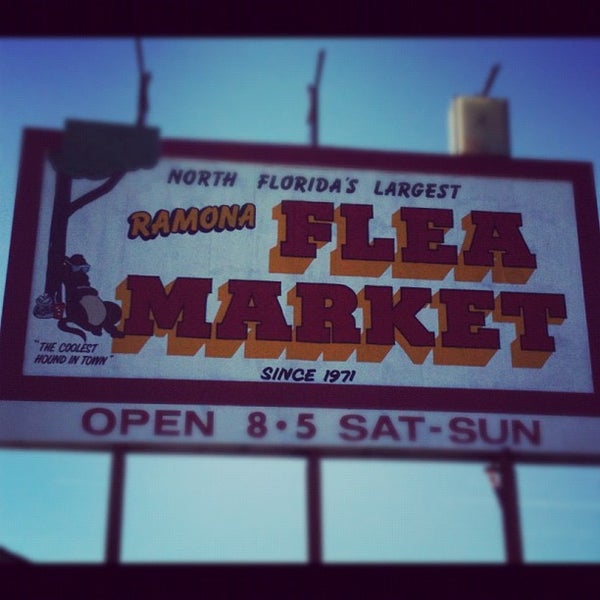 NORTH FLORIDA'S LARGEST
RAMONA FLEA
MARKET
"THE COOLEST
HOUND IN TOWN"
SINCE 1971
OPEN 8•5 SAT-SUN